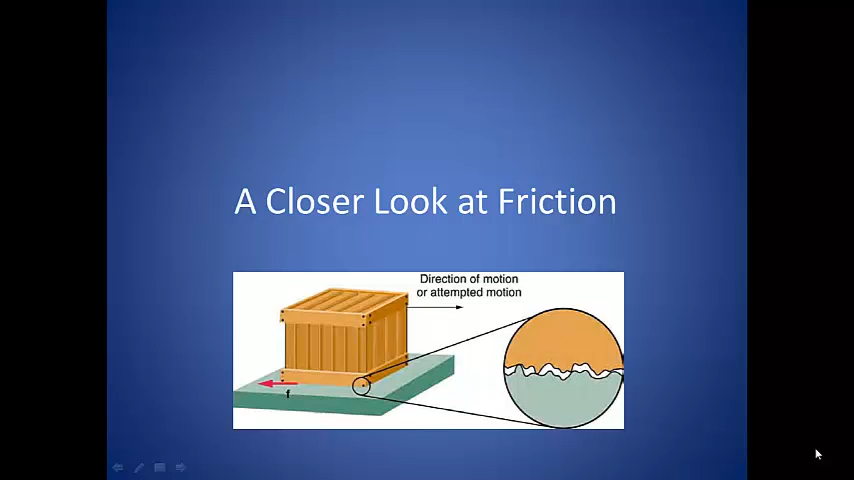 A Closer Look at Friction
Direction of motion
or attempted motion
f